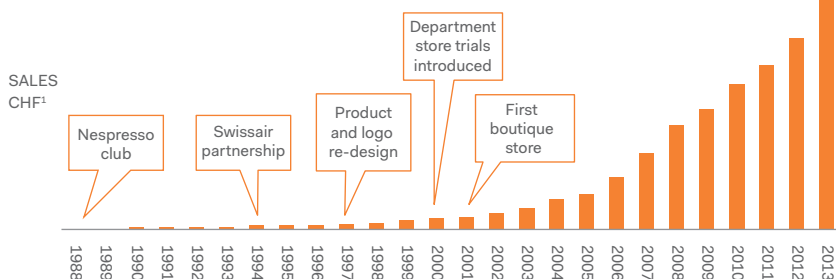 SALES
CHF¹
Nespresso
club
Swissair
partnership
Product
and logo
re-design
Department
store trials
introduced
First
boutique
store
1988
1989
1990
1991
1992
1993
1994
1995
1996
1997
1998
1999
2000
2001
2002
2003
2004
2005
2006
2007
2008
2009
2010
2011
2012
2013